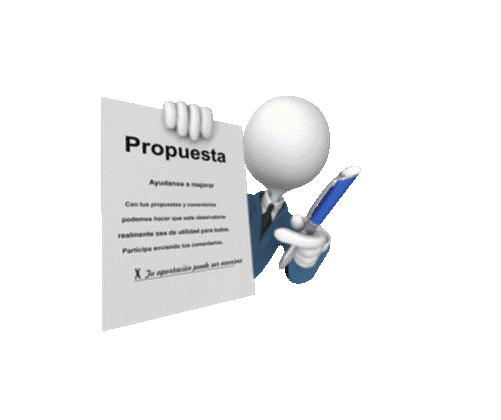 Propuesta
Ayudanos a mejorar
Con tus propuestas y comentarios
podemos hacer que este observatorio
realmente sea de utilidad para todos.
Participa enviando tus comentarios.
X Tu aportación puede ser anonima